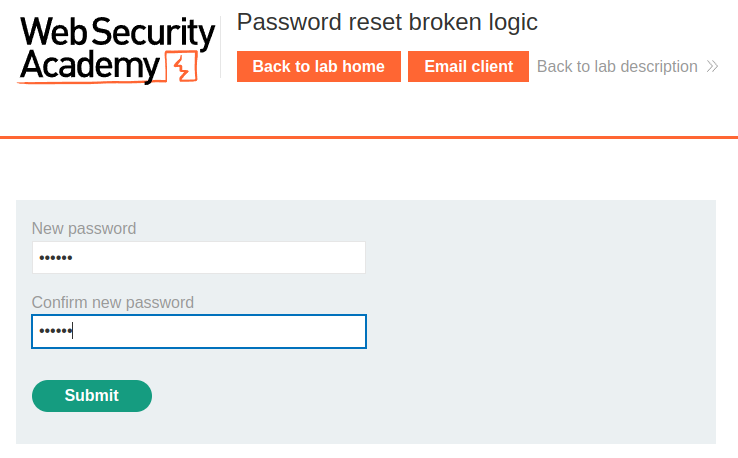 Web Security
Academy
Password reset broken logic
Back to lab home
Email client
Back to lab description
New password
••••••
Confirm new password
••••••
Submit